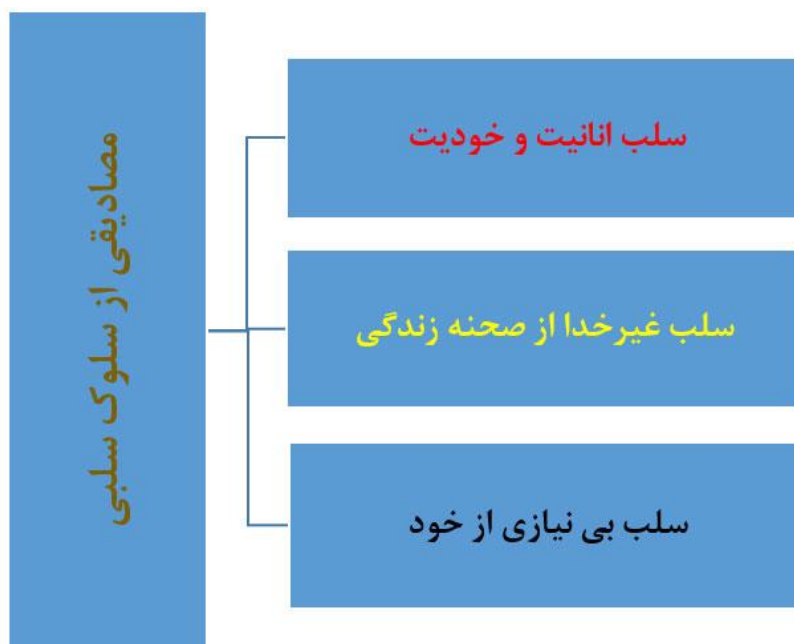 مصادیقی از سلوک سلبی
سلب انانیت و خودیت
سلب غیرخدا از صحنه زندگی
سلب بی نیازی از خود